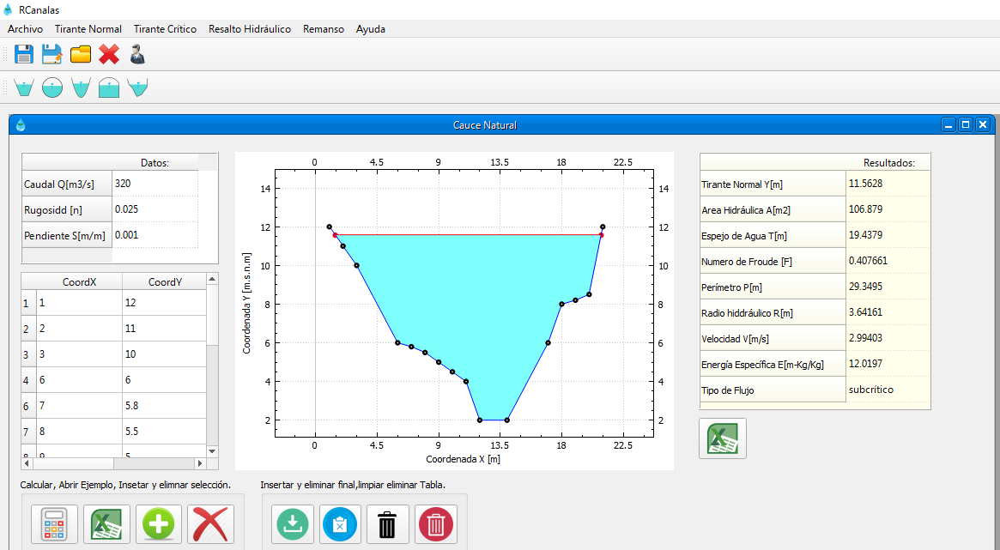 RCanalas
Archivo Tirante Normal Tirante Crítico Resalto Hidráulico Remanso Ayuda
Cauce Natural
Datos:
Caudal Q[m3/s] 320
Rugosidd [n] 0.025
Pendiente S[m/m] 0.001
CoordX CoordY
1 1 12
2 2 11
3 3 10
4 6 6
6 7 5.8
7 8 5.5
8 9 5
0 4.5 9 13.5 18 22.5
14 14
12 12
10 10
8 8
6 6
4 4
2 2
0 4.5 9 13.5 18 22.5
Coordenada Y [m.s.n.m]
Coordenada X [m]
Resultados:
Tirante Normal Y[m] 11.5628
Area Hidráulica A[m2] 106.879
Espejo de Agua T[m] 19.4379
Numero de Froude [F] 0.407661
Perímetro P[m] 29.3495
Radio hiddráulico R[m] 3.64161
Velocidad V[m/s] 2.99403
Energía Específica E[m-Kg/Kg] 12.0197
Tipo de Flujo subcrítico
Calcular, Abrir Ejemplo, Insetar y elimnar selección.
Insertar y eliminar final,limpiar eliminar Tabla.